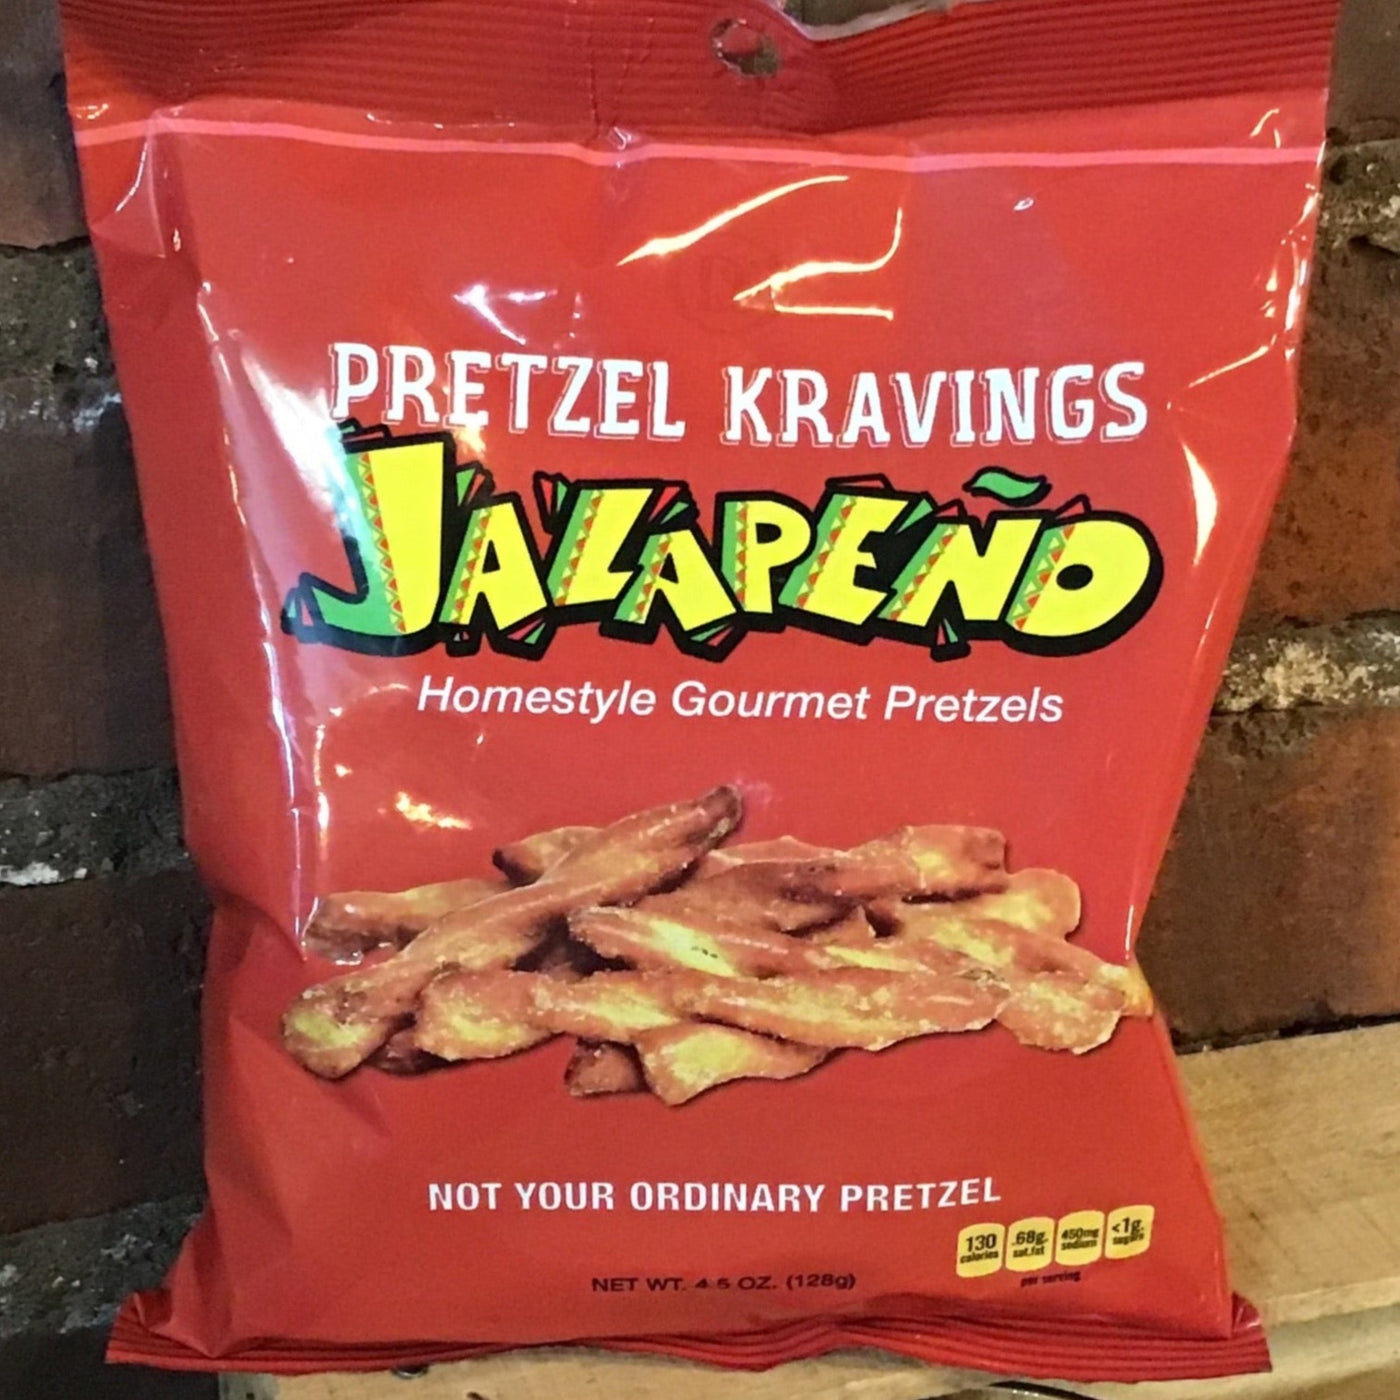 PRETZEL KRAVINGS
JALAPEÑO
Homestyle Gourmet Pretzels
NOT YOUR ORDINARY PRETZEL
130 .68g. 450mg <1g.
calories sat.fat sodium sugars
per serving
NET WT. 4.5 OZ. (128g)